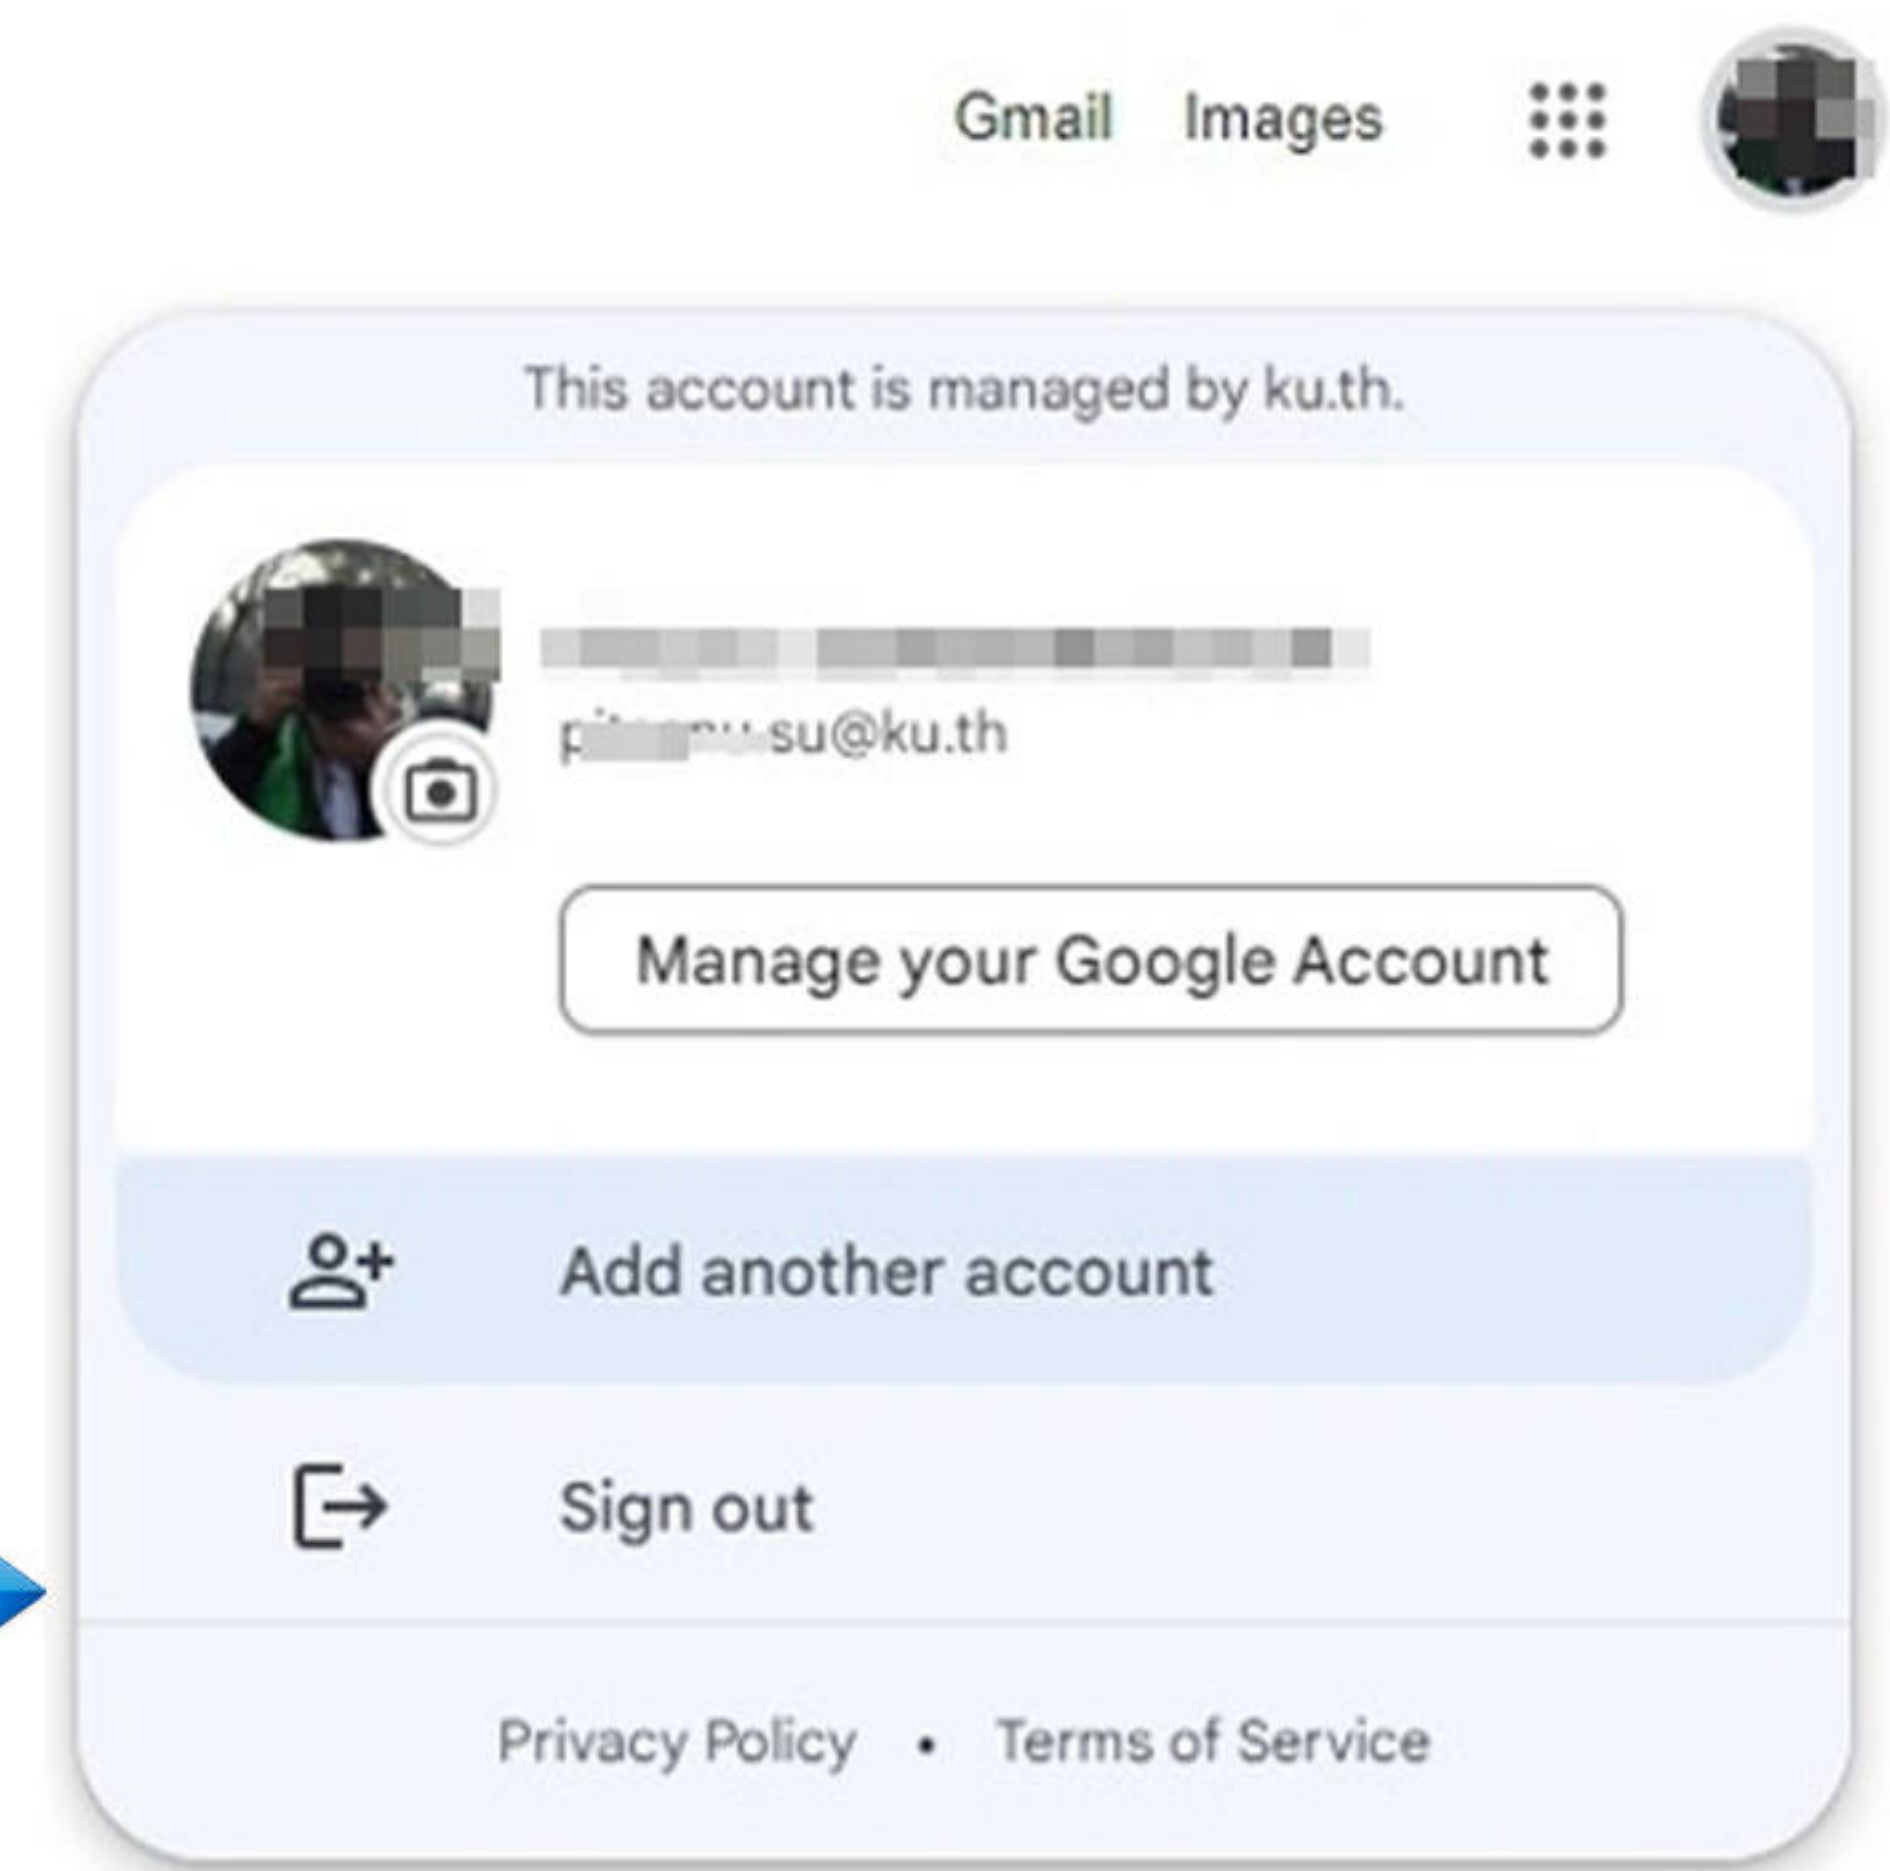 Gmail Images
This account is managed by ku.th.
su@ku.th
Manage your Google Account
Add another account
Sign out
Privacy Policy • Terms of Service